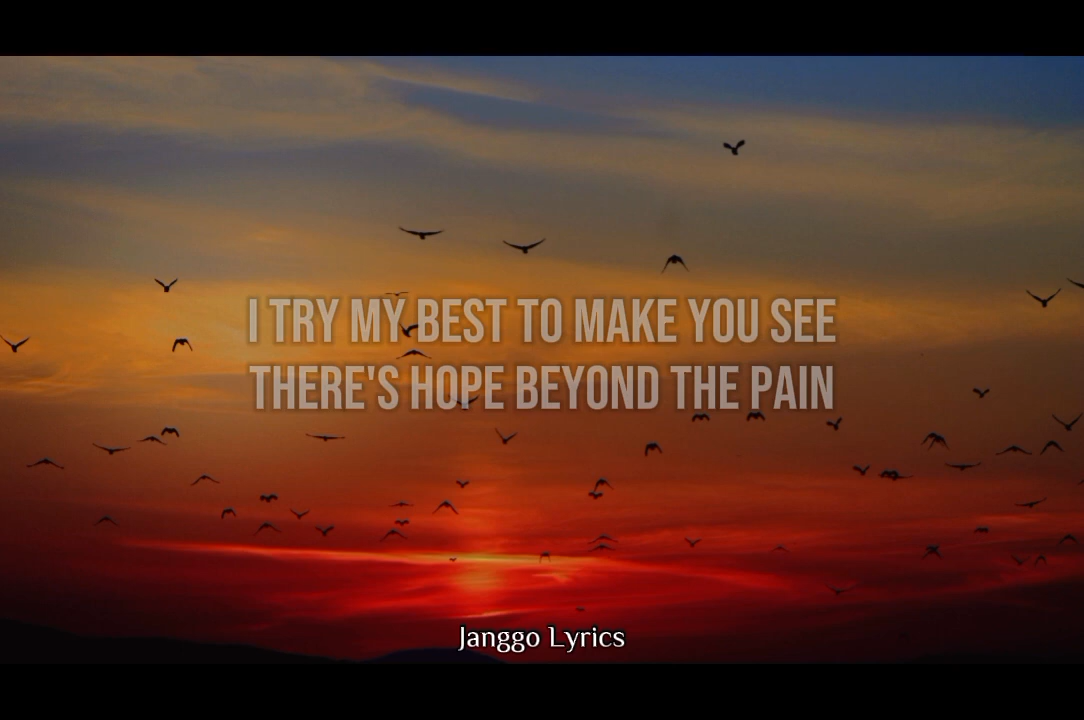 I TRY MY BEST TO MAKE YOU SEE
THERE'S HOPE BEYOND THE PAIN
Janggo Lyrics